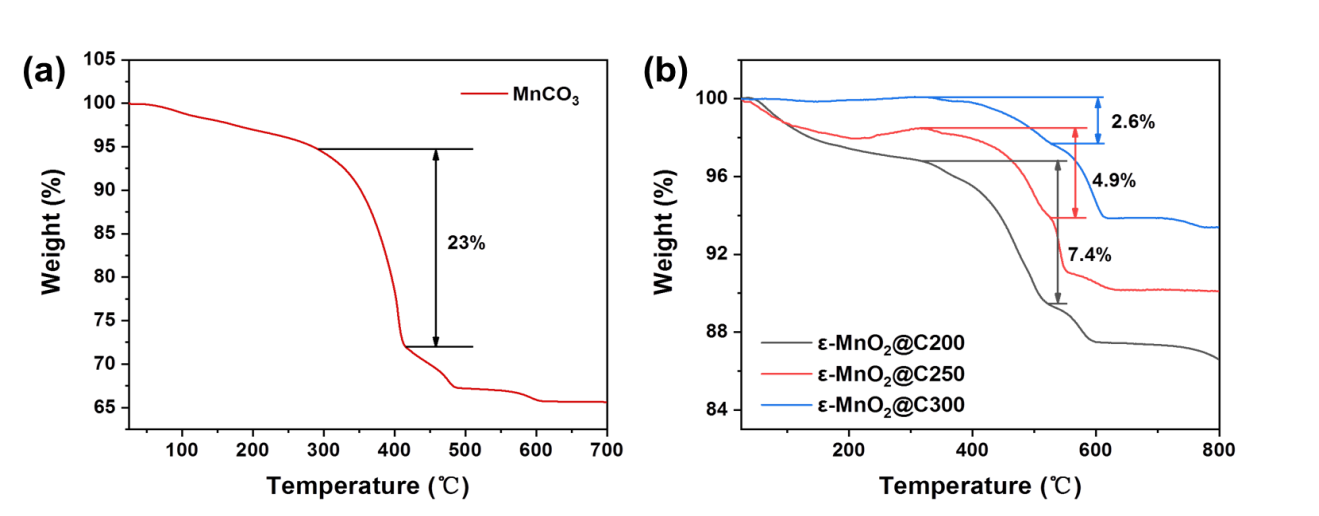 (a)
105
100
95
90
85
80
75
70
65
Weight (%)
MnCO₃
23%
100 200 300 400 500 600 700
Temperature (℃)
(b)
100
96
92
88
84
Weight (%)
2.6%
4.9%
7.4%
ε-MnO₂@C200
ε-MnO₂@C250
ε-MnO₂@C300
200 400 600 800
Temperature (℃)